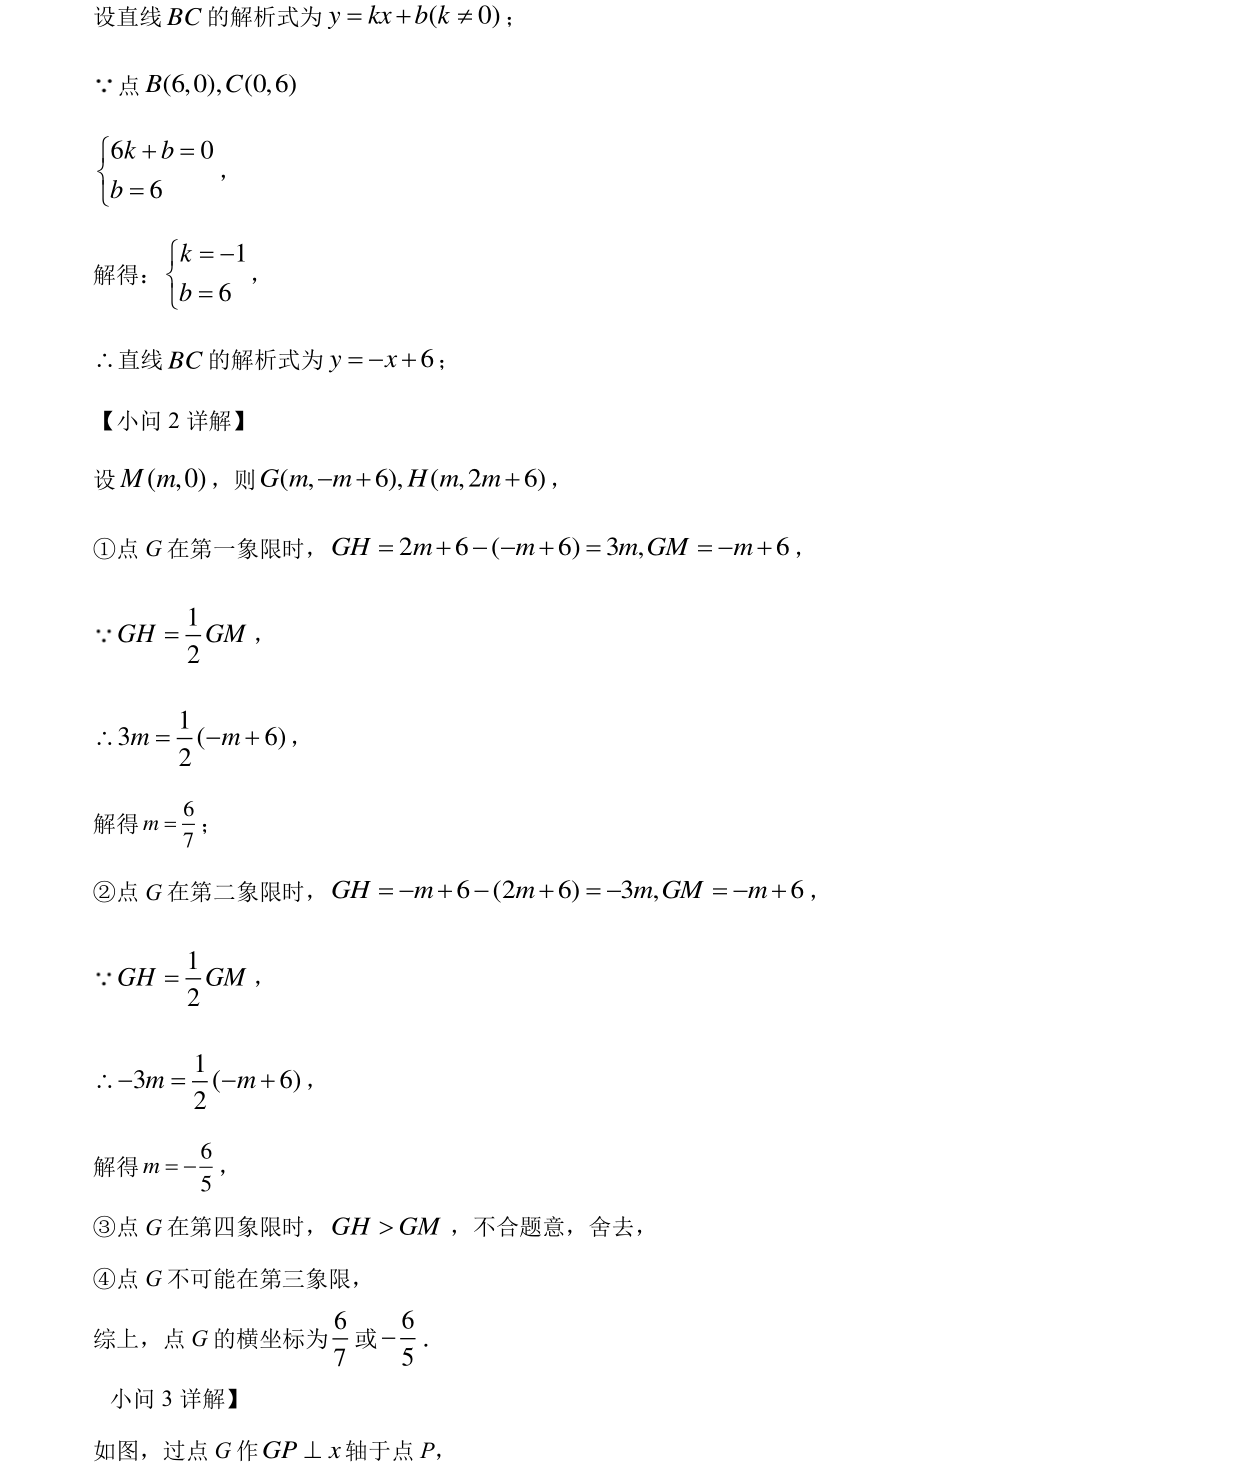 设直线BC的解析式为y=kx+b(k≠0);
∵点B(6,0),C(0,6)
{6k+b=0
b=6,
解得:{k=−1
b=6,
∴直线BC的解析式为y=−x+6;
【小问2详解】
设M(m,0),则G(m,−m+6),H(m,2m+6),
①点G在第一象限时,GH=2m+6−(−m+6)=3m,GM=−m+6,
∵GH=1/2GM,
∴3m=1/2(−m+6),
解得m=6/7;
②点G在第二象限时,GH=−m+6−(2m+6)=−3m,GM=−m+6,
∵GH=1/2GM,
∴−3m=1/2(−m+6),
解得m=−6/5,
③点G在第四象限时,GH>GM,不合题意,舍去,
④点G不可能在第三象限,
综上,点G的横坐标为6/7或−6/5.
小问3详解】
如图,过点G作GP⊥x轴于点P,